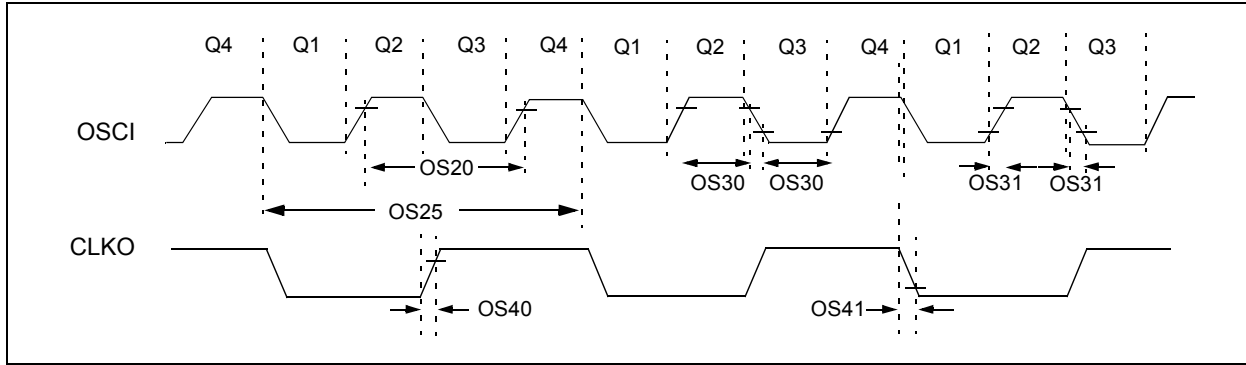 Q4 Q1 Q2 Q3 Q4 Q1 Q2 Q3 Q4 Q1 Q2 Q3
OSCI
OS20
OS30 OS30
OS31 OS31
OS25
CLKO
OS40
OS41